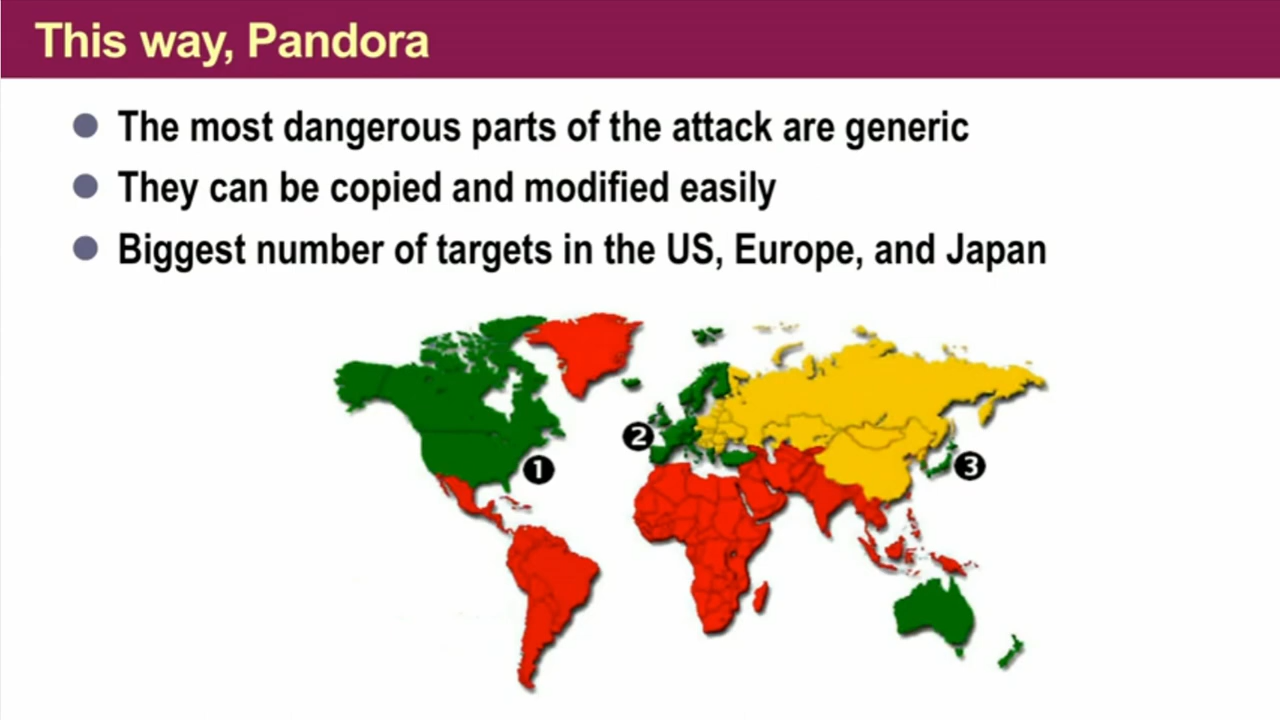 This way, Pandora
The most dangerous parts of the attack are generic
They can be copied and modified easily
Biggest number of targets in the US, Europe, and Japan
2
1
3